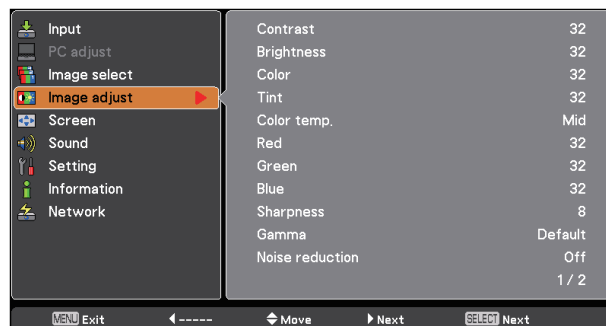 Input
PC adjust
Image select
Image adjust
Screen
Sound
Setting
Information
Network
Contrast 32
Brightness 32
Color 32
Tint 32
Color temp. Mid
Red 32
Green 32
Blue 32
Sharpness 8
Gamma Default
Noise reduction Off
1 / 2
MENU Exit ◀ ----- Move Next SELECT Next